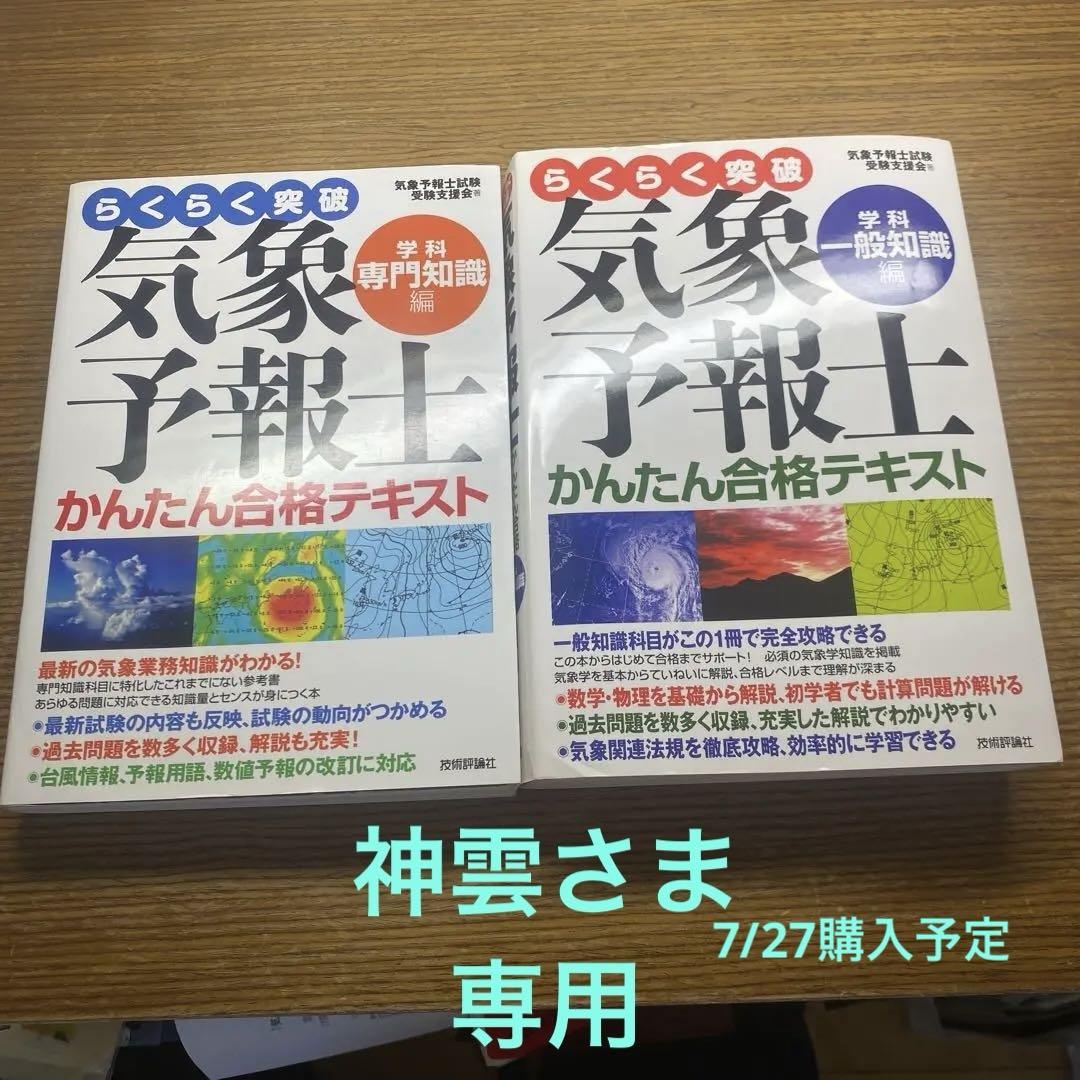 らくらく突破
気象予報士試験
受験支援会著
気象
予報士
学科
専門知識
編
かんたん合格テキスト
最新の気象業務知識がわかる!
専門知識科目に特化したこれまでにない参考書
あらゆる問題に対応できる知識量とセンスが身につく本
◉最新試験の内容も反映、試験の動向がつかめる
◉過去問題を数多く収録、解説も充実!
◉台風情報、予報用語、数値予報の改訂に対応
技術評論社
らくらく突破
気象予報士試験
受験支援会著
気象
予報士
学科
一般知識
編
かんたん合格テキスト
一般知識科目がこの1冊で完全攻略できる
この本からはじめて合格までサポート! 必須の気象学知識を掲載
気象学を基本からていねいに解説、合格レベルまで理解が深まる
◉数学・物理を基礎から解説、初学者でも計算問題が解ける
◉過去問題を数多く収録、充実した解説でわかりやすい
◉気象関連法規を徹底攻略、効率的に学習できる
技術評論社
神雲さま
7/27購入予定
専用